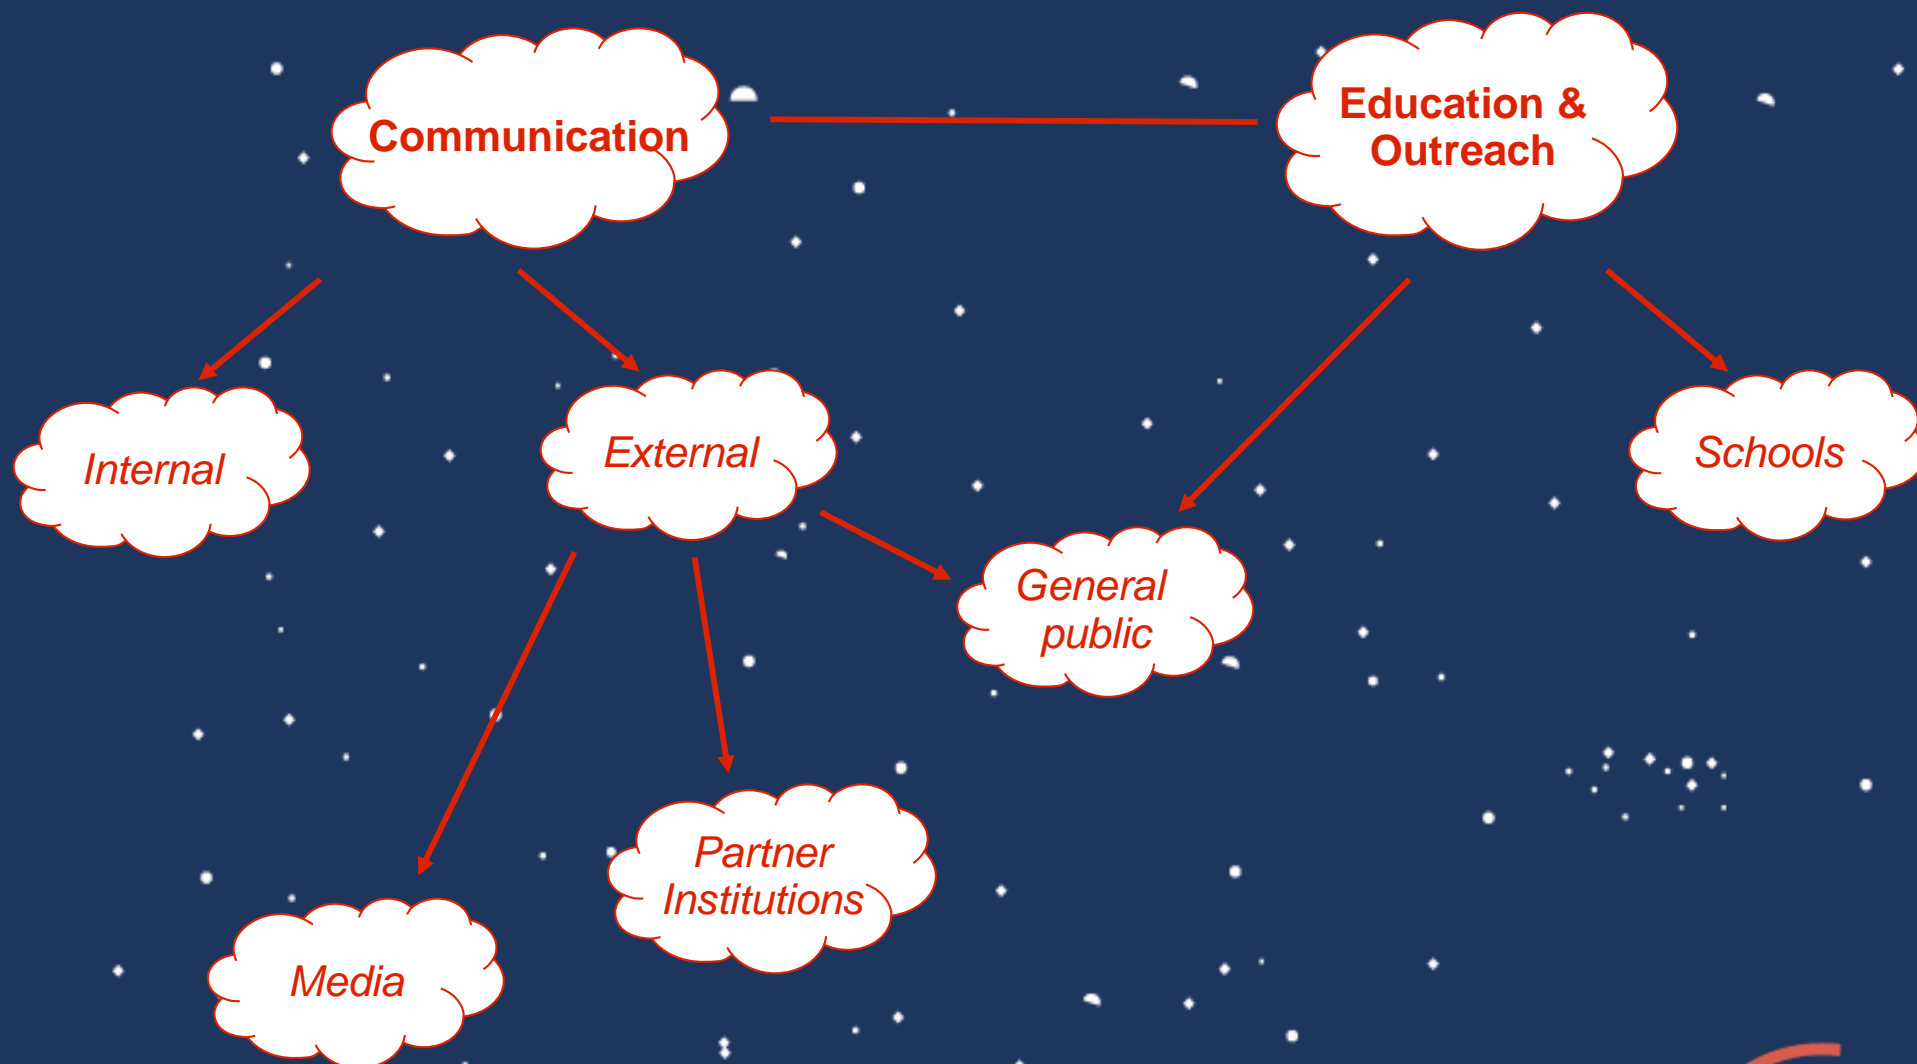 Communication
Education &
Outreach
Internal
External
Schools
General
public
Partner
Institutions
Media